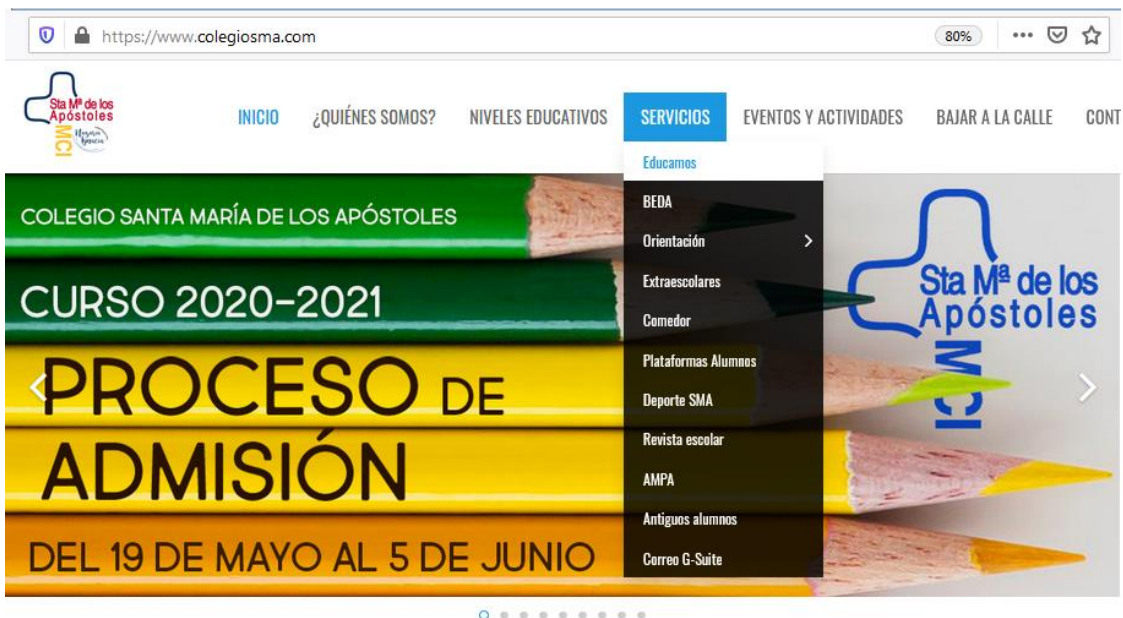 https://www.colegiosma.com
80%
Sta Mª de los
Apóstoles
MCI
INICIO ¿QUIÉNES SOMOS? NIVELES EDUCATIVOS SERVICIOS EVENTOS Y ACTIVIDADES BAJAR A LA CALLE CONT
Educamos
BEDA
Orientación
Extraescolares
Comedor
Plataformas Alumnos
Deporte SMA
Revista escolar
AMPA
Antiguos alumnos
Correo G-Suite
COLEGIO SANTA MARÍA DE LOS APÓSTOLES
CURSO 2020-2021
PROCESO DE
ADMISIÓN
DEL 19 DE MAYO AL 5 DE JUNIO
Sta Mª de los
Apóstoles
MCI